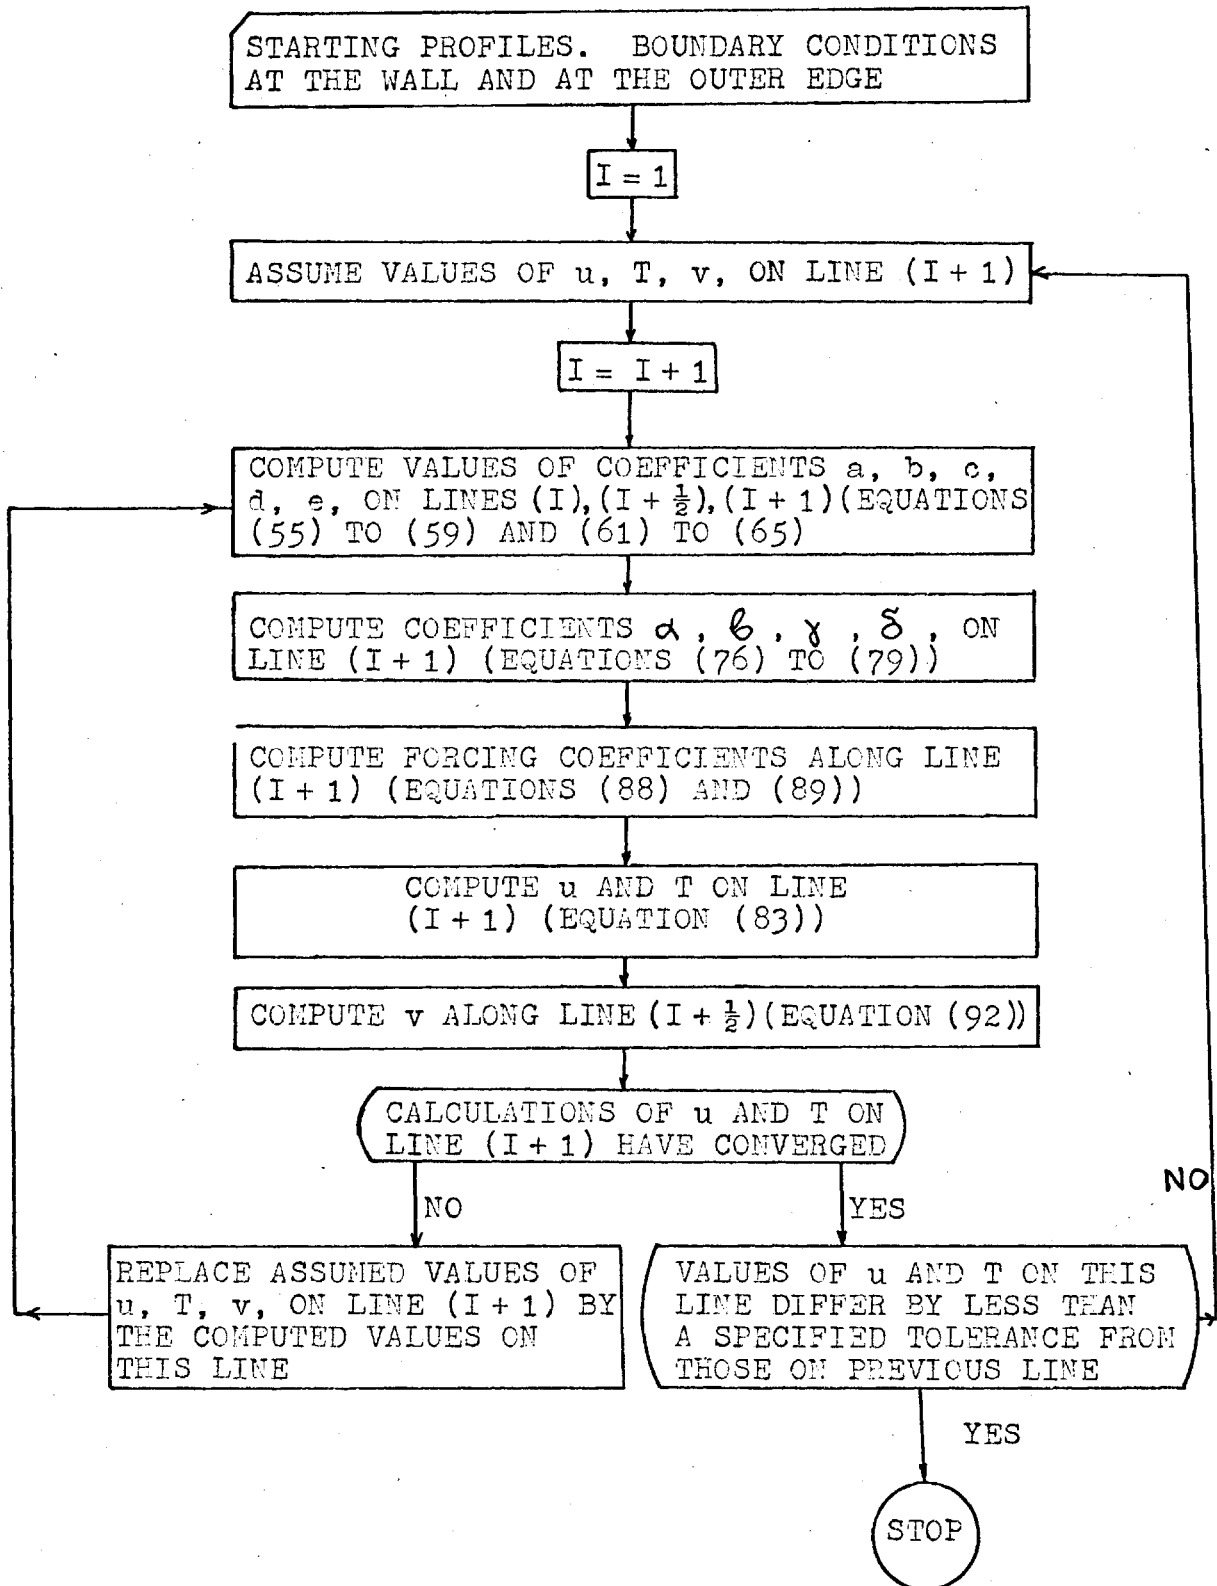 STARTING PROFILES. BOUNDARY CONDITIONS
AT THE WALL AND AT THE OUTER EDGE
I = 1
ASSUME VALUES OF u, T, v, ON LINE (I + 1)
I = I + 1
COMPUTE VALUES OF COEFFICIENTS a, b, c,
d, e, ON LINES (I), (I + ½), (I + 1) (EQUATIONS
(55) TO (59) AND (61) TO (65)
COMPUTE COEFFICIENTS α, β, γ, δ, ON
LINE (I + 1) (EQUATIONS (76) TO (79))
COMPUTE FORCING COEFFICIENTS ALONG LINE
(I + 1) (EQUATIONS (88) AND (89))
COMPUTE u AND T ON LINE
(I + 1) (EQUATION (83))
COMPUTE v ALONG LINE (I + ½) (EQUATION (92))
CALCULATIONS OF u AND T ON
LINE (I + 1) HAVE CONVERGED
NO
YES
NO
REPLACE ASSUMED VALUES OF
u, T, v, ON LINE (I + 1) BY
THE COMPUTED VALUES ON
THIS LINE
VALUES OF u AND T ON THIS
LINE DIFFER BY LESS THAN
A SPECIFIED TOLERANCE FROM
THOSE ON PREVIOUS LINE
YES
STOP